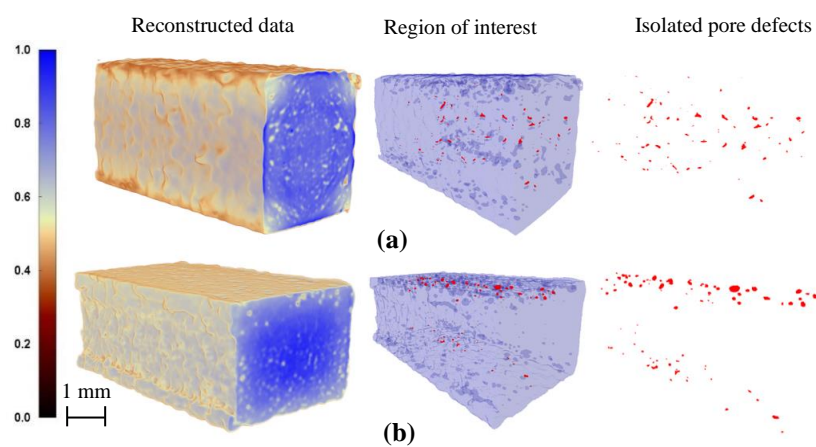 Reconstructed data
Region of interest
Isolated pore defects
1.0
0.8
0.6
0.4
0.2
0.0
1 mm
(a)
(b)